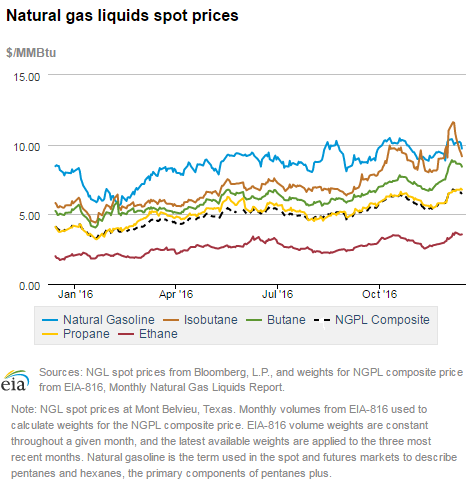 Natural gas liquids spot prices
$/MMBtu
15.00
10.00
5.00
0.00
Jan '16 Apr '16 Jul '16 Oct '16
Natural Gasoline Isobutane Butane NGPL Composite
Propane Ethane
eia
Sources: NGL spot prices from Bloomberg, L.P., and weights for NGPL composite price
from EIA-816, Monthly Natural Gas Liquids Report.
Note: NGL spot prices at Mont Belvieu, Texas. Monthly volumes from EIA-816 used to
calculate weights for the NGPL composite price. EIA-816 volume weights are constant
throughout a given month, and the latest available weights are applied to the three most
recent months. Natural gasoline is the term used in the spot and futures markets to describe
pentanes and hexanes, the primary components of pentanes plus.